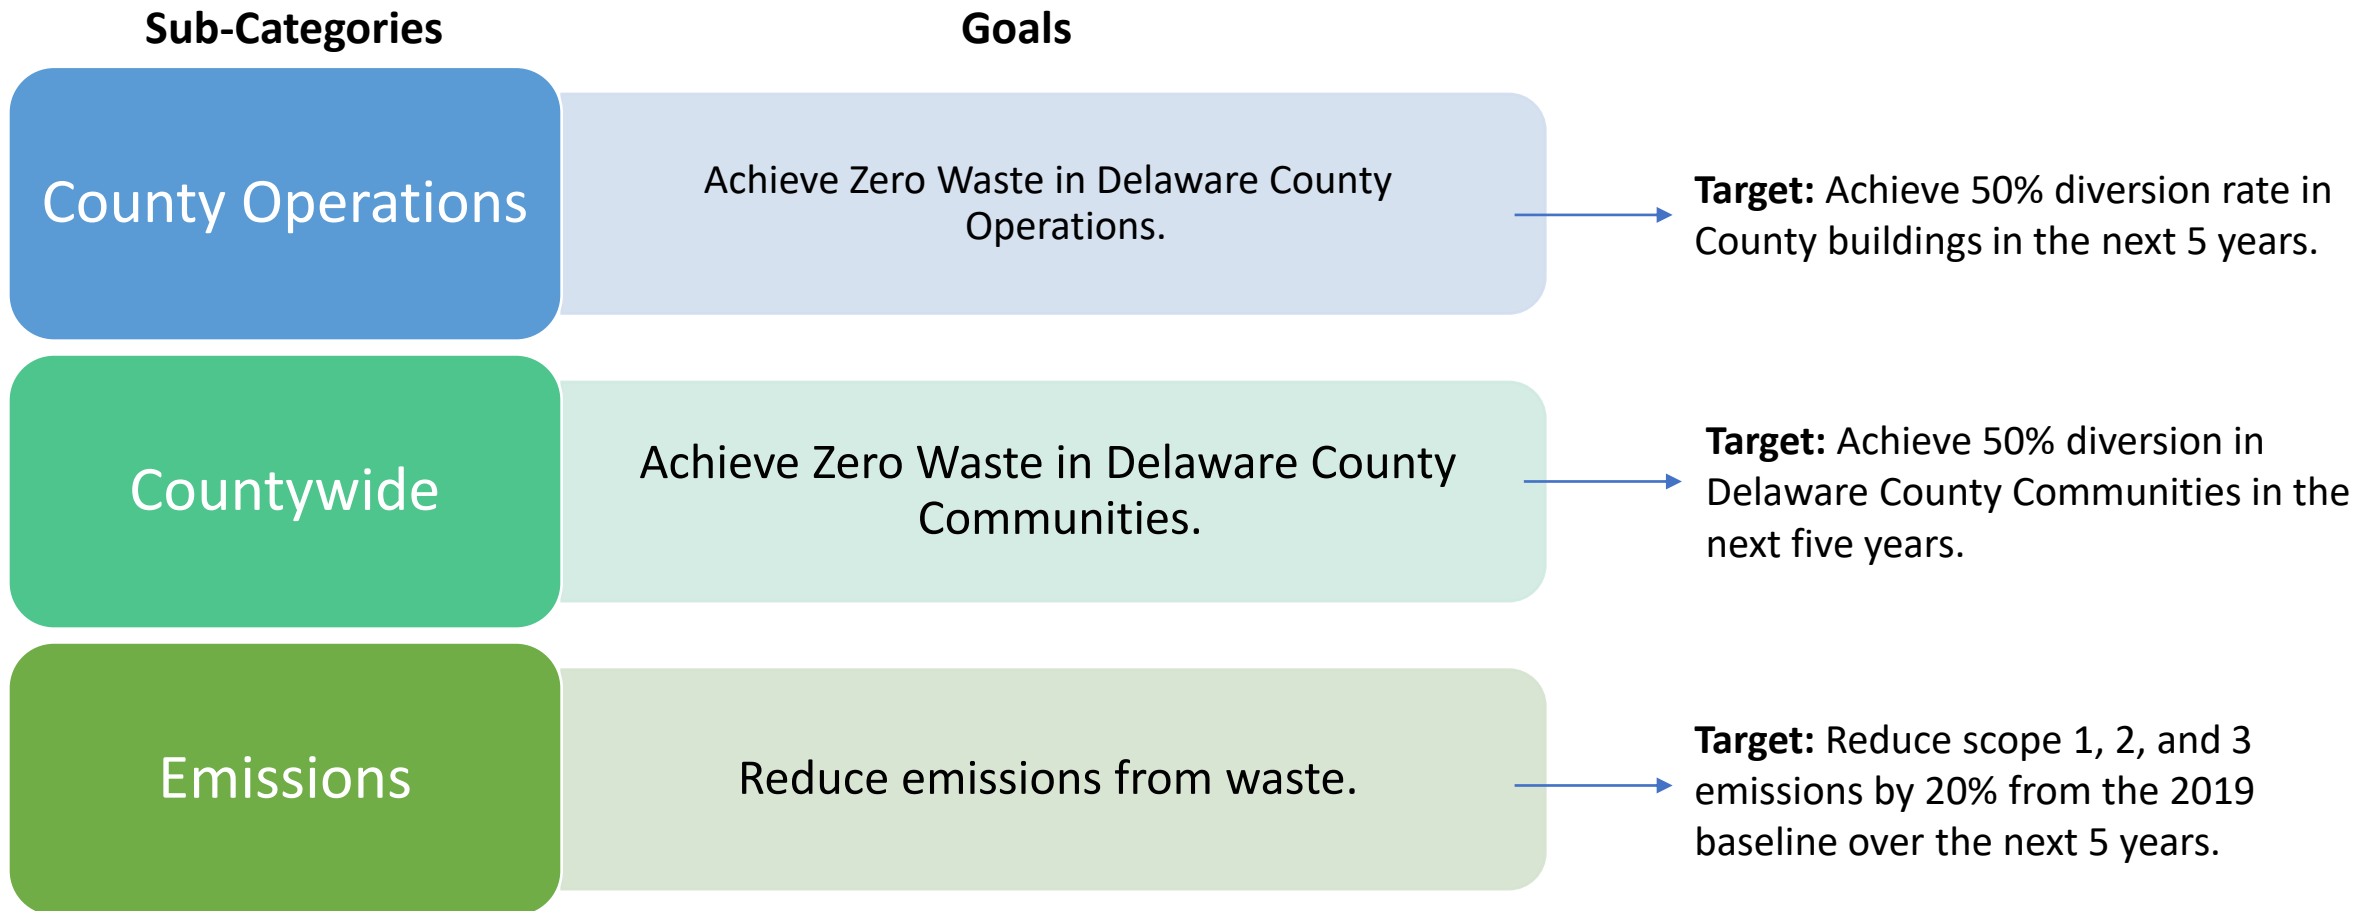 Sub-Categories
Goals
County Operations
Achieve Zero Waste in Delaware County
Operations.
Target: Achieve 50% diversion rate in
County buildings in the next 5 years.
Countywide
Achieve Zero Waste in Delaware County
Communities.
Target: Achieve 50% diversion in
Delaware County Communities in the
next five years.
Emissions
Reduce emissions from waste.
Target: Reduce scope 1, 2, and 3
emissions by 20% from the 2019
baseline over the next 5 years.